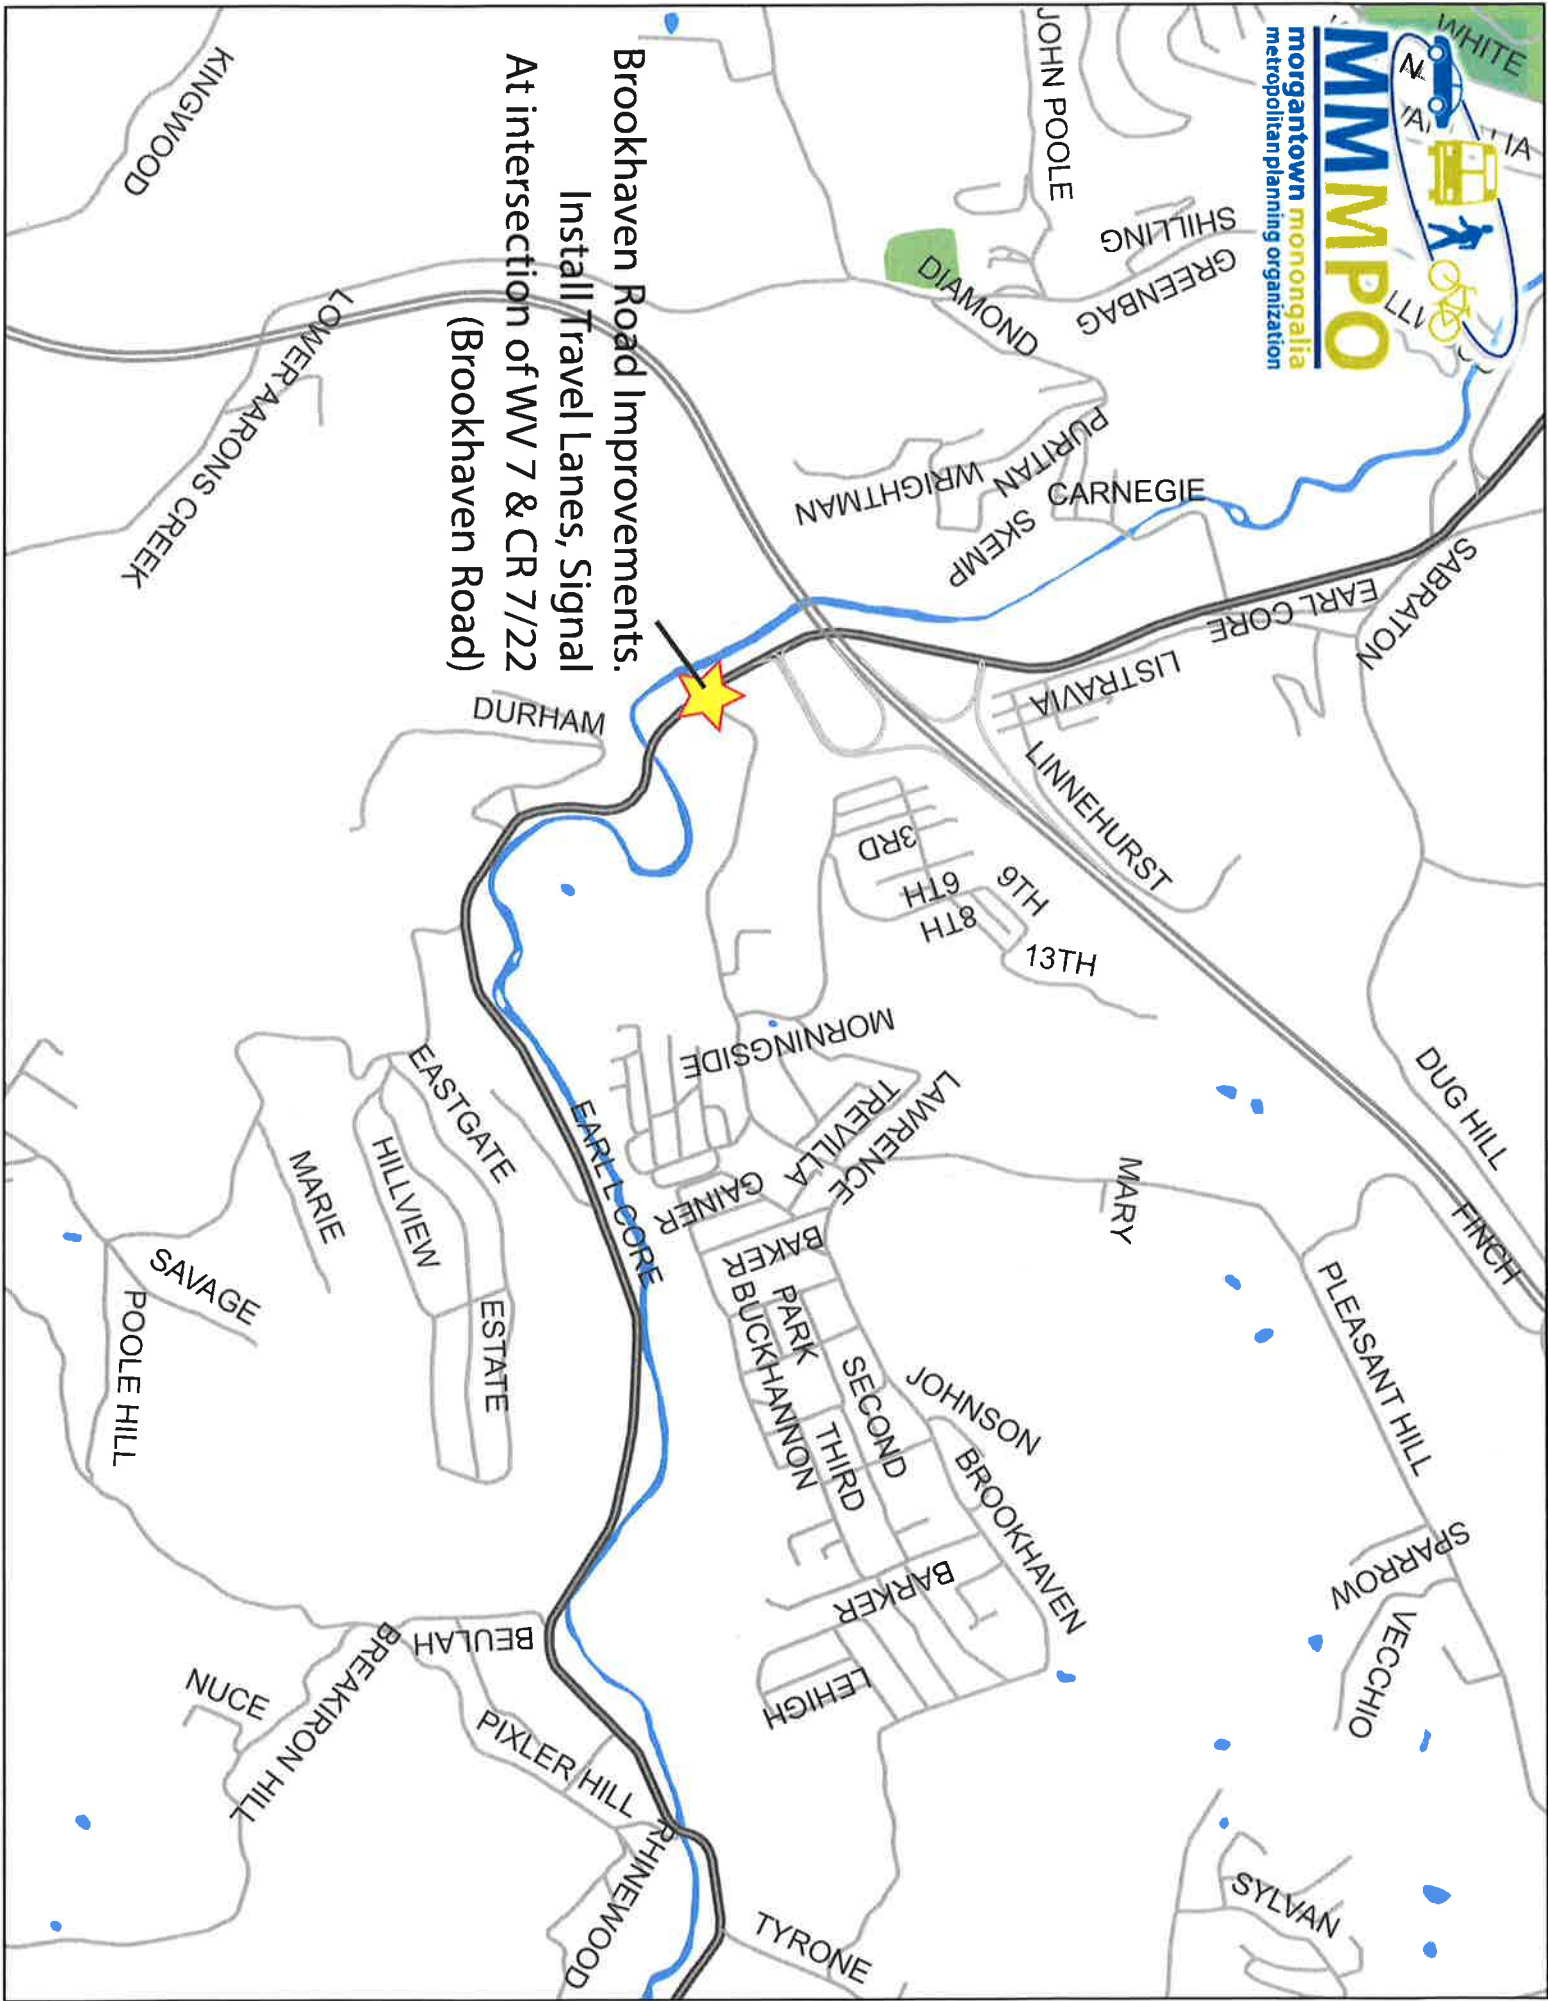 WHITE
MMMPO
morgantown monongalia
metropolitan planning organization
JOHN POOLE
SHILLING
GREENBAG
DIAMOND
KINGWOOD
LOWER AARONS CREEK
PURITAN
WRIGHTMAN
CARNEGIE
SKEMP
SABRATON
EARL CORE
LISTRAVIA
LINNEHURST
Brookhaven Road Improvements.
Install Travel Lanes, Signal
At intersection of WV 7 & CR 7/22
(Brookhaven Road)
DURHAM
3RD
6TH
8TH
9TH
13TH
DUG HILL
FINCH
MORNINGSIDE
LAWRENCE
TREVILLA
GAINER
BAKER
MARY
PLEASANT HILL
EASTGATE
HILLVIEW
MARIE
ESTATE
SAVAGE
POOLE HILL
EARL L CORE
PARK
BUCKHANNON
SECOND
THIRD
JOHNSON
BROOKHAVEN
BARKER
LEHIGH
SPARROW
VECCHIO
BEULAH
BREAKIRON HILL
NUCE
PIXLER HILL
RHINEWOOD
TYRONE
SYLVAN